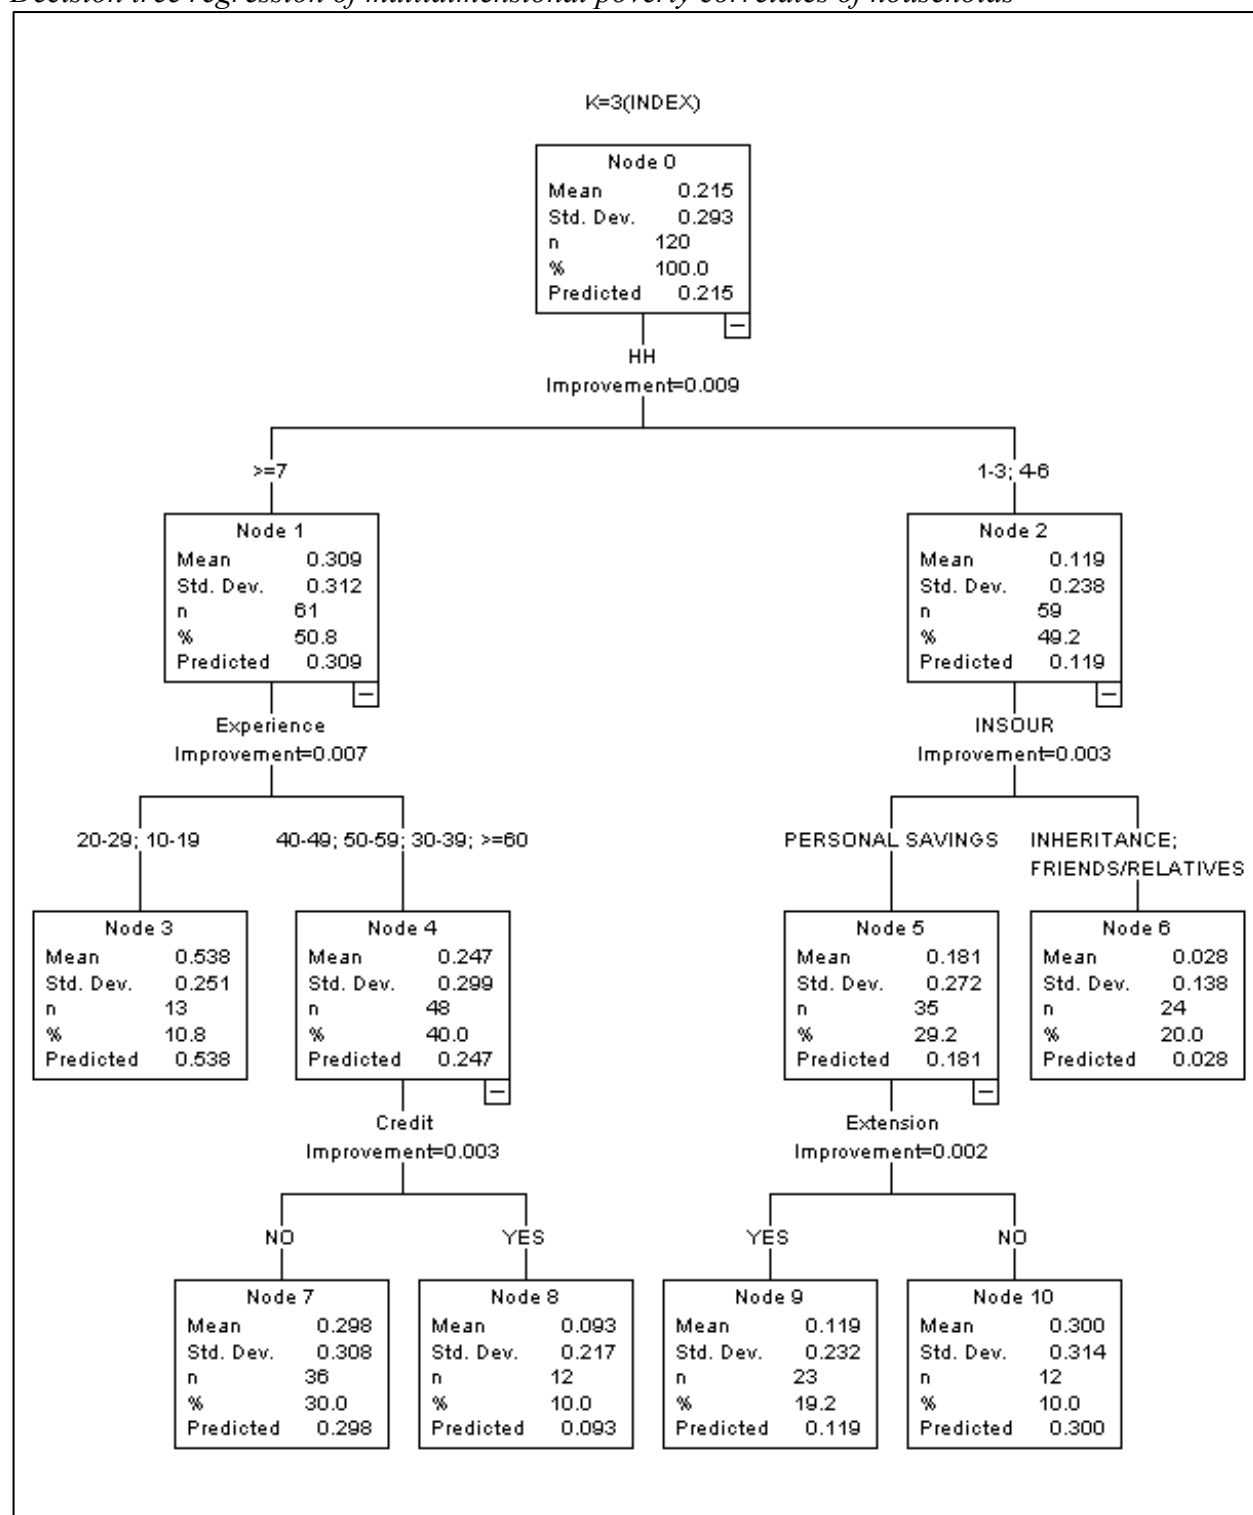 Decision tree regression of multidimensional poverty correlates of households
K=3(INDEX)
Node 0
Mean 0.215
Std. Dev. 0.293
n 120
% 100.0
Predicted 0.215
HH
Improvement=0.009
>=7
1-3; 4-6
Node 1
Mean 0.309
Std. Dev. 0.312
n 61
% 50.8
Predicted 0.309
Node 2
Mean 0.119
Std. Dev. 0.238
n 59
% 49.2
Predicted 0.119
Experience
Improvement=0.007
INSOUR
Improvement=0.003
20-29; 10-19
40-49; 50-59; 30-39; >=60
PERSONAL SAVINGS
INHERITANCE;
FRIENDS/RELATIVES
Node 3
Mean 0.538
Std. Dev. 0.251
n 13
% 10.8
Predicted 0.538
Node 4
Mean 0.247
Std. Dev. 0.299
n 48
% 40.0
Predicted 0.247
Node 5
Mean 0.181
Std. Dev. 0.272
n 35
% 29.2
Predicted 0.181
Node 6
Mean 0.028
Std. Dev. 0.138
n 24
% 20.0
Predicted 0.028
Credit
Improvement=0.003
Extension
Improvement=0.002
NO
YES
YES
NO
Node 7
Mean 0.298
Std. Dev. 0.308
n 36
% 30.0
Predicted 0.298
Node 8
Mean 0.093
Std. Dev. 0.217
n 12
% 10.0
Predicted 0.093
Node 9
Mean 0.119
Std. Dev. 0.232
n 23
% 19.2
Predicted 0.119
Node 10
Mean 0.300
Std. Dev. 0.314
n 12
% 10.0
Predicted 0.300